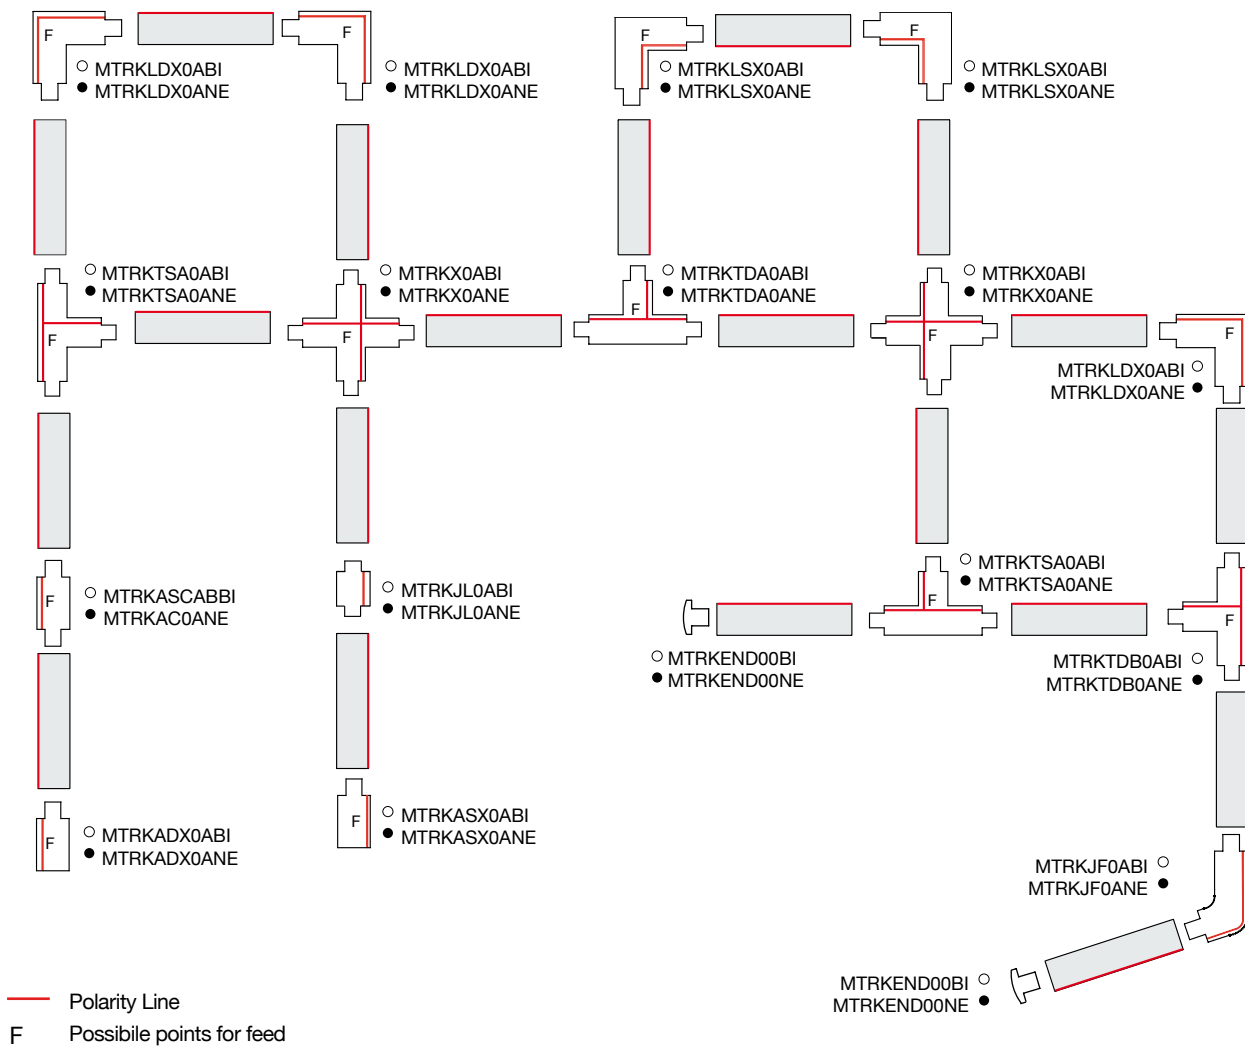 F
F
F
F
MTRKLDX0ABI
MTRKLDX0ANE
MTRKLDX0ABI
MTRKLDX0ANE
MTRKLSX0ABI
MTRKLSX0ANE
MTRKLSX0ABI
MTRKLSX0ANE
MTRKTSA0ABI
MTRKTSA0ANE
F
MTRKX0ABI
MTRKX0ANE
F
MTRKTDA0ABI
MTRKTDA0ANE
F
MTRKX0ABI
MTRKX0ANE
F
F
MTRKLDX0ABI
MTRKLDX0ANE
F
MTRKASCABBI
MTRKAC0ANE
MTRKJL0ABI
MTRKJL0ANE
MTRKTSA0ABI
MTRKTSA0ANE
F
MTRKEND00BI
MTRKEND00NE
F
MTRKTDB0ABI
MTRKTDB0ANE
F
MTRKADX0ABI
MTRKADX0ANE
F
MTRKASX0ABI
MTRKASX0ANE
MTRKJF0ABI
MTRKJF0ANE
MTRKEND00BI
MTRKEND00NE
Polarity Line
F Possibile points for feed